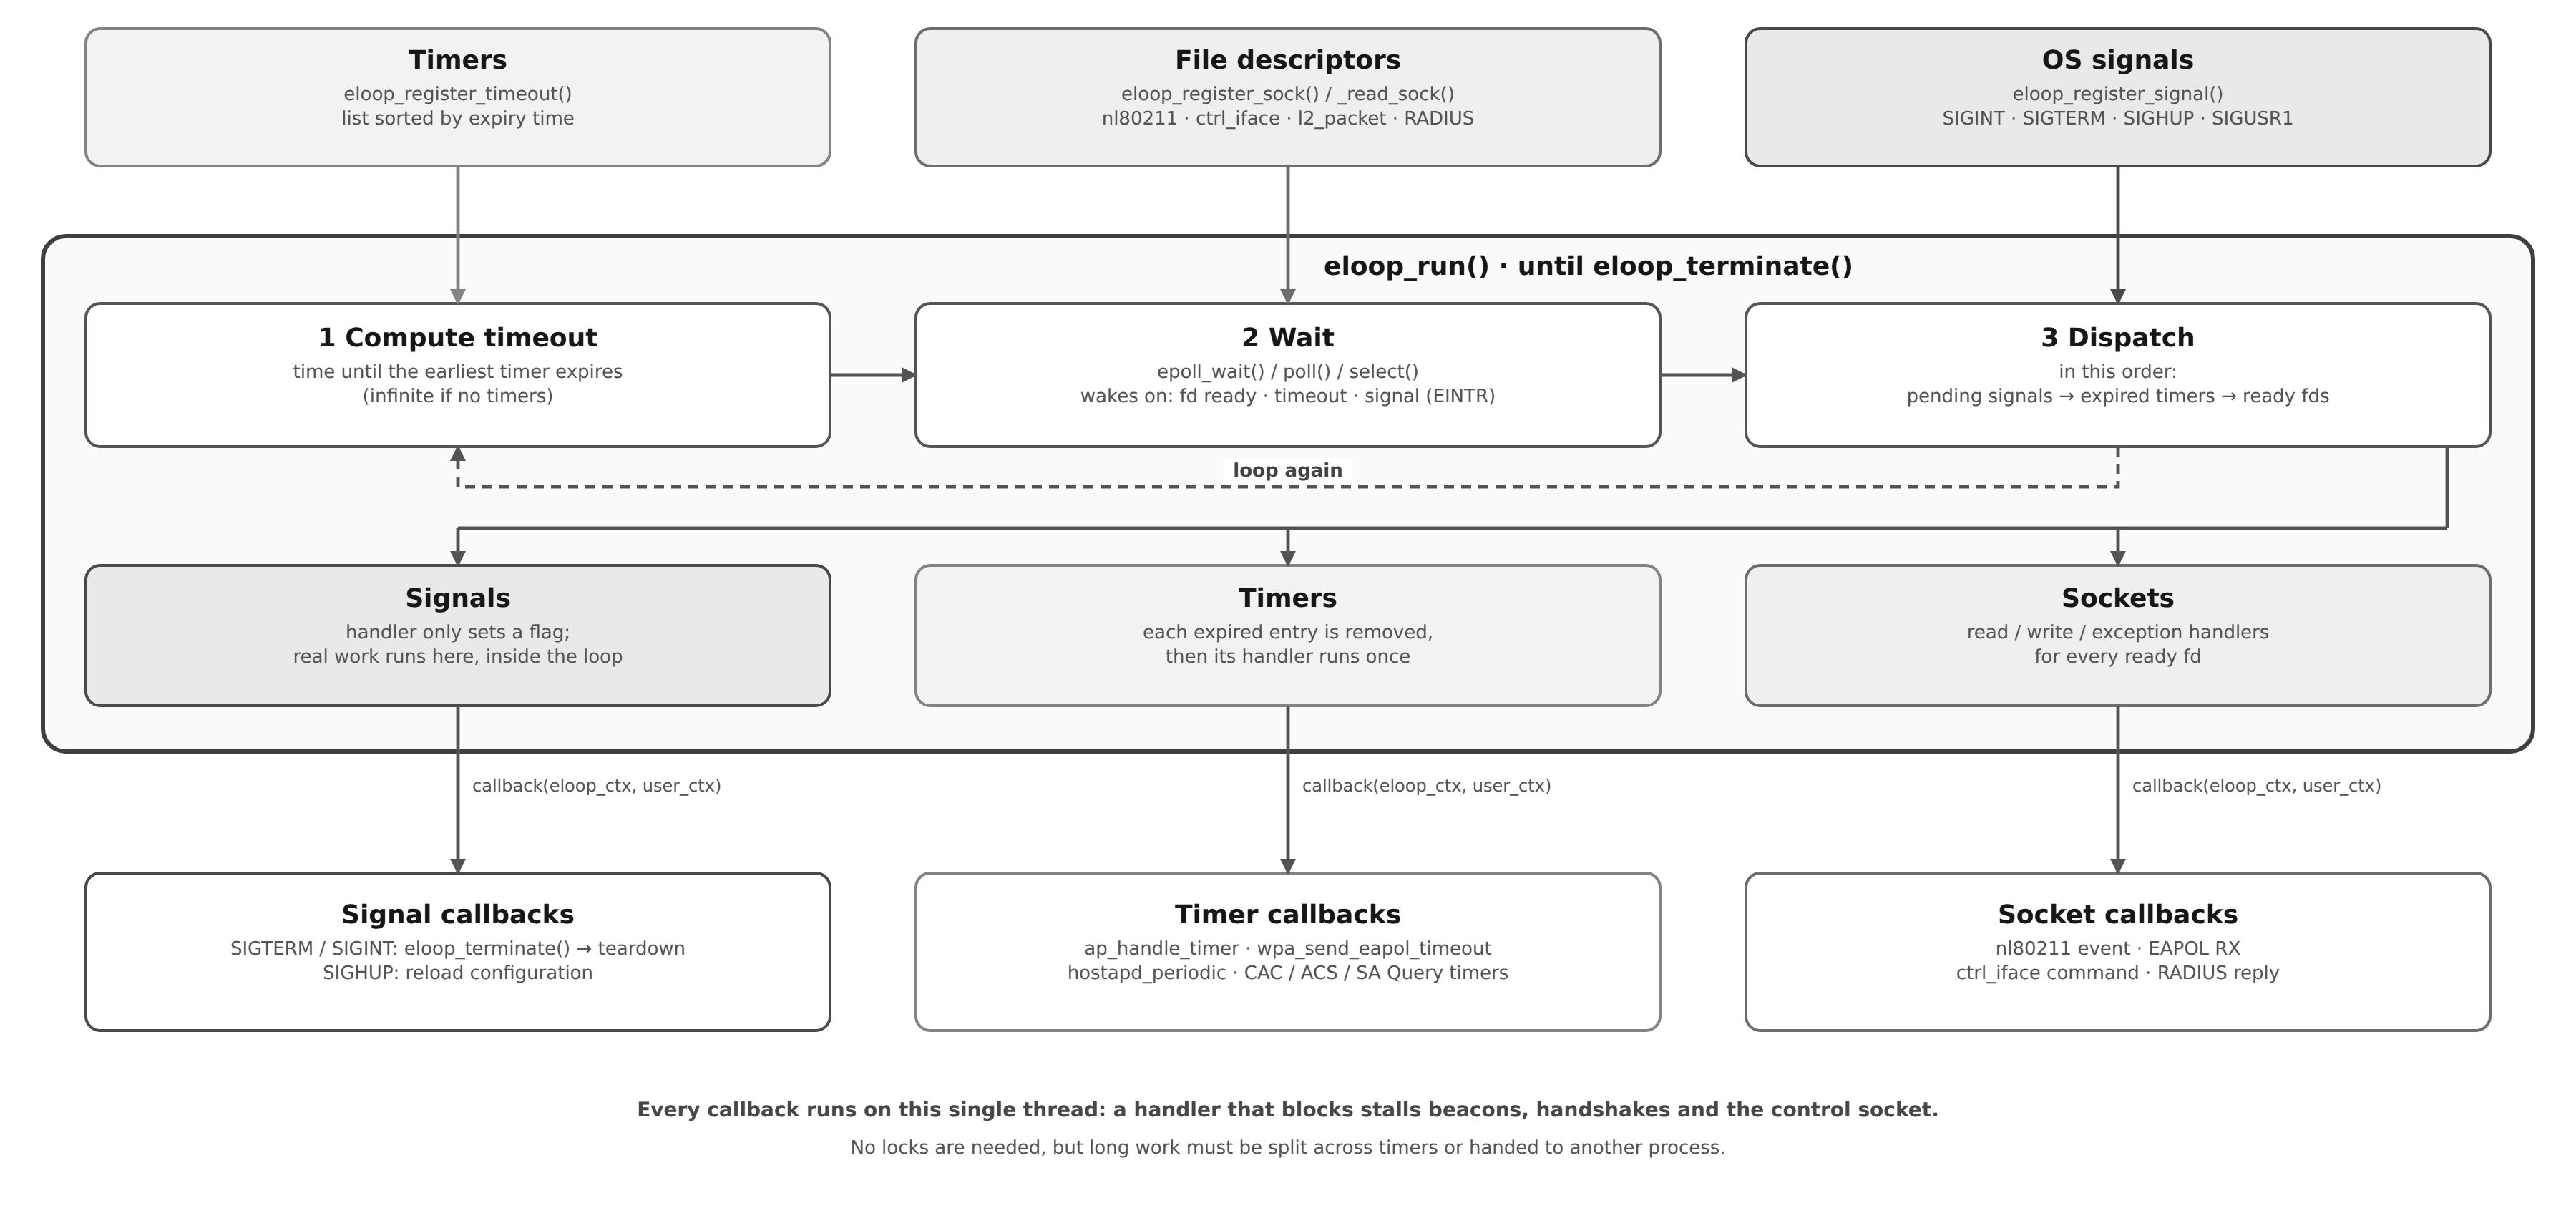 Timers
eloop_register_timeout()
list sorted by expiry time
File descriptors
eloop_register_sock() / _read_sock()
nl80211 · ctrl_iface · l2_packet · RADIUS
OS signals
eloop_register_signal()
SIGINT · SIGTERM · SIGHUP · SIGUSR1
eloop_run() · until eloop_terminate()
1 Compute timeout
time until the earliest timer expires
(infinite if no timers)
2 Wait
epoll_wait() / poll() / select()
wakes on: fd ready · timeout · signal (EINTR)
3 Dispatch
in this order:
pending signals → expired timers → ready fds
loop again
Signals
handler only sets a flag;
real work runs here, inside the loop
Timers
each expired entry is removed,
then its handler runs once
Sockets
read / write / exception handlers
for every ready fd
callback(eloop_ctx, user_ctx)
callback(eloop_ctx, user_ctx)
callback(eloop_ctx, user_ctx)
Signal callbacks
SIGTERM / SIGINT: eloop_terminate() → teardown
SIGHUP: reload configuration
Timer callbacks
ap_handle_timer · wpa_send_eapol_timeout
hostapd_periodic · CAC / ACS / SA Query timers
Socket callbacks
nl80211 event · EAPOL RX
ctrl_iface command · RADIUS reply
Every callback runs on this single thread: a handler that blocks stalls beacons, handshakes and the control socket.
No locks are needed, but long work must be split across timers or handed to another process.